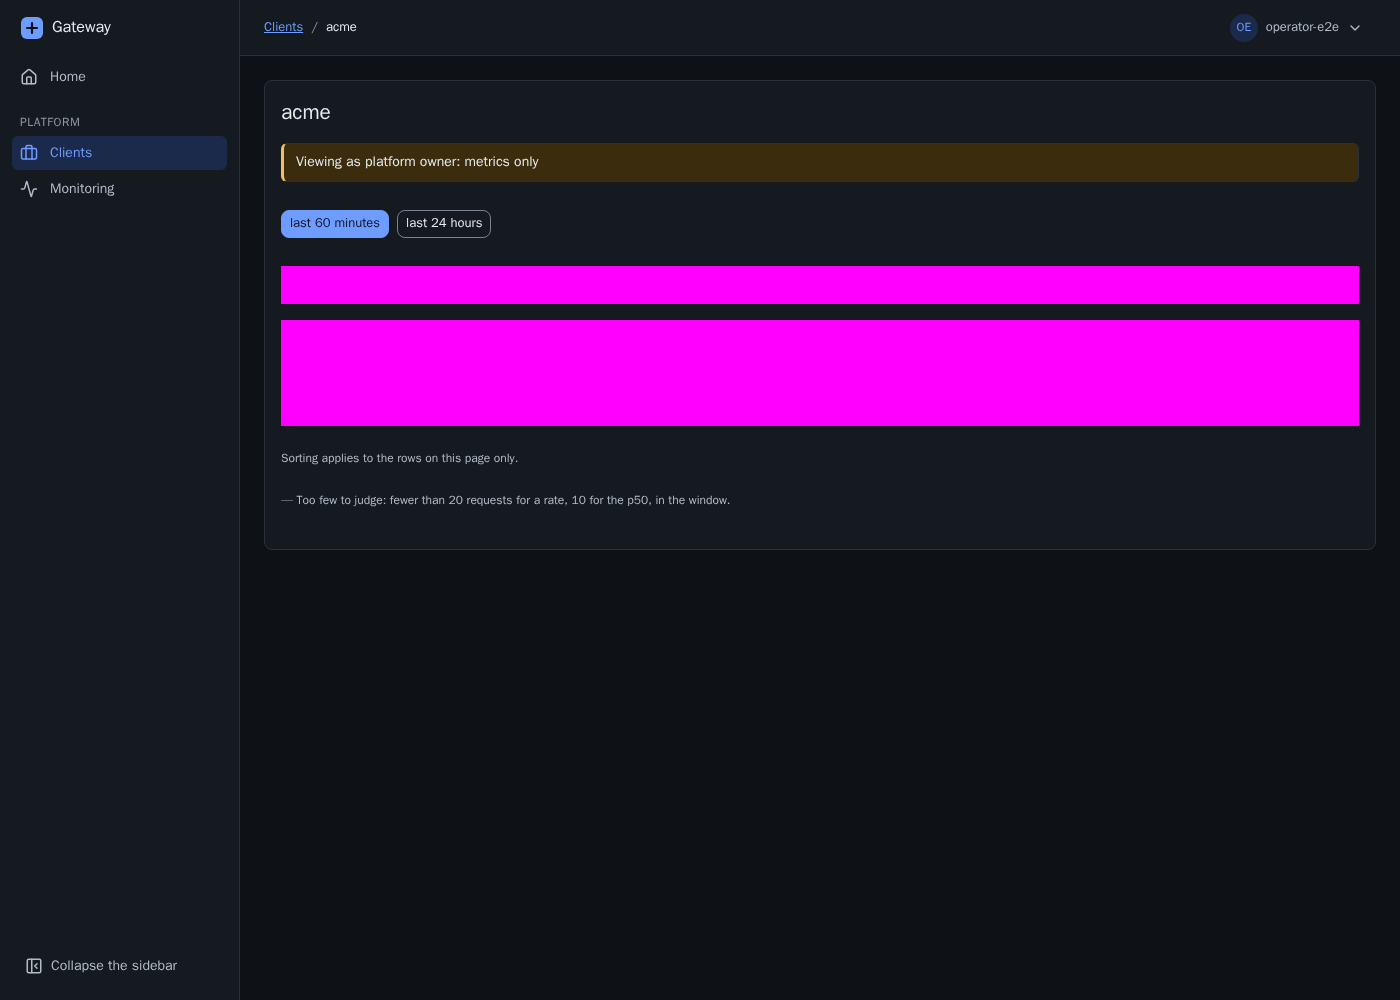 Gateway
Clients / acme
OE operator-e2e
Home
PLATFORM
Clients
Monitoring
acme
Viewing as platform owner: metrics only
last 60 minutes
last 24 hours
Sorting applies to the rows on this page only.
— Too few to judge: fewer than 20 requests for a rate, 10 for the p50, in the window.
Collapse the sidebar